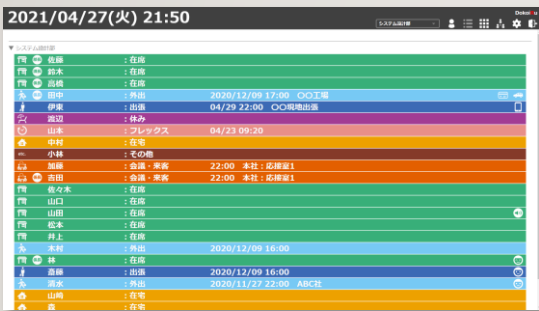 2021/04/27(火) 21:50
システム設計部
▼ システム設計部
佐藤 : 在席
鈴木 : 在席
高橋 : 在席
田中 : 外出 2020/12/09 17:00 〇〇工場
伊東 : 出張 04/29 22:00 〇〇現地出張
渡辺 : 休み
山本 : フレックス 04/23 09:20
中村 : 在宅
小林 : その他
加藤 : 会議・来客 22:00 本社：応接室1
吉田 : 会議・来客 22:00 本社：応接室1
佐々木 : 在席
山口 : 在席
山田 : 在席
松本 : 在席
井上 : 在席
木村 : 外出 2020/12/09 16:00
林 : 在席
斎藤 : 出張 2020/12/09 16:00
清水 : 外出 2020/11/27 22:00 ABC社
山崎 : 在宅
森 : 在宅